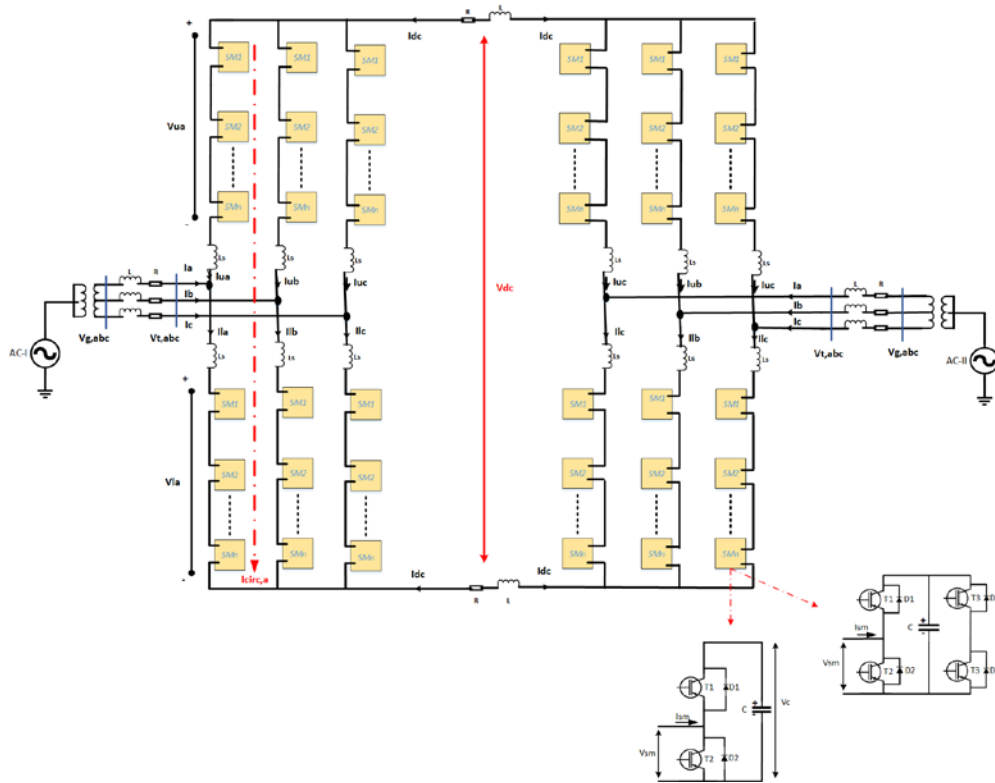 R L
Idc Idc
+
SM1 SM1 SM1 SM1 SM1 SM1
Vua
SM2 SM2 SM2 SM2 SM2 SM2
SMn SMn SMn SMn SMn SMn
-
Ls Ls Ls Ls Ls Ls
Vdc
L R Ia Iua Iub Iuc Iuc Iub Iua Ia L R
Ib Ib
Ic Ic
AC-I Vg,abc Vt,abc Ila Ilb Ilc Ilc Ilb Ilc Vt,abc Vg,abc AC-II
Ls Ls Ls Ls Ls Ls
+
SM1 SM1 SM1 SM1 SM1 SM1
Vla
SM2 SM2 SM2 SM2 SM2 SM2
SMn SMn SMn SMn SMn SMn
-
Icirc,a
Idc Idc
R L
T1 D1 T3 D
Ism C + -
Vsm T2 D2 T3 D
T1 D1 C + Vc
Ism
Vsm T2 D2